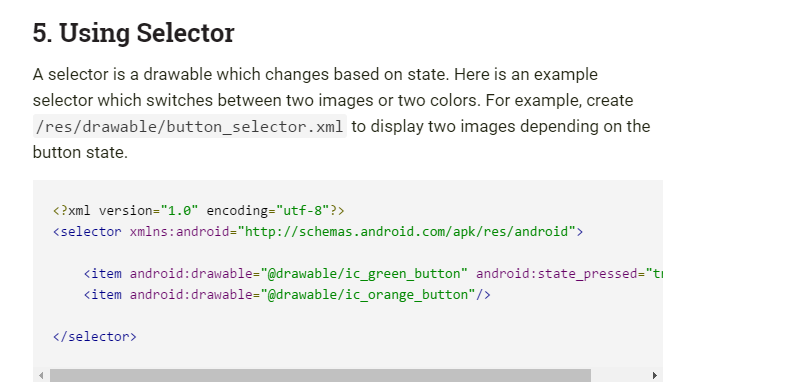 5. Using Selector
A selector is a drawable which changes based on state. Here is an example
selector which switches between two images or two colors. For example, create
/res/drawable/button_selector.xml to display two images depending on the
button state.
<?xml version="1.0" encoding="utf-8"?>
<selector xmlns:android="http://schemas.android.com/apk/res/android">
<item android:drawable="@drawable/ic_green_button" android:state_pressed="
<item android:drawable="@drawable/ic_orange_button"/>
</selector>